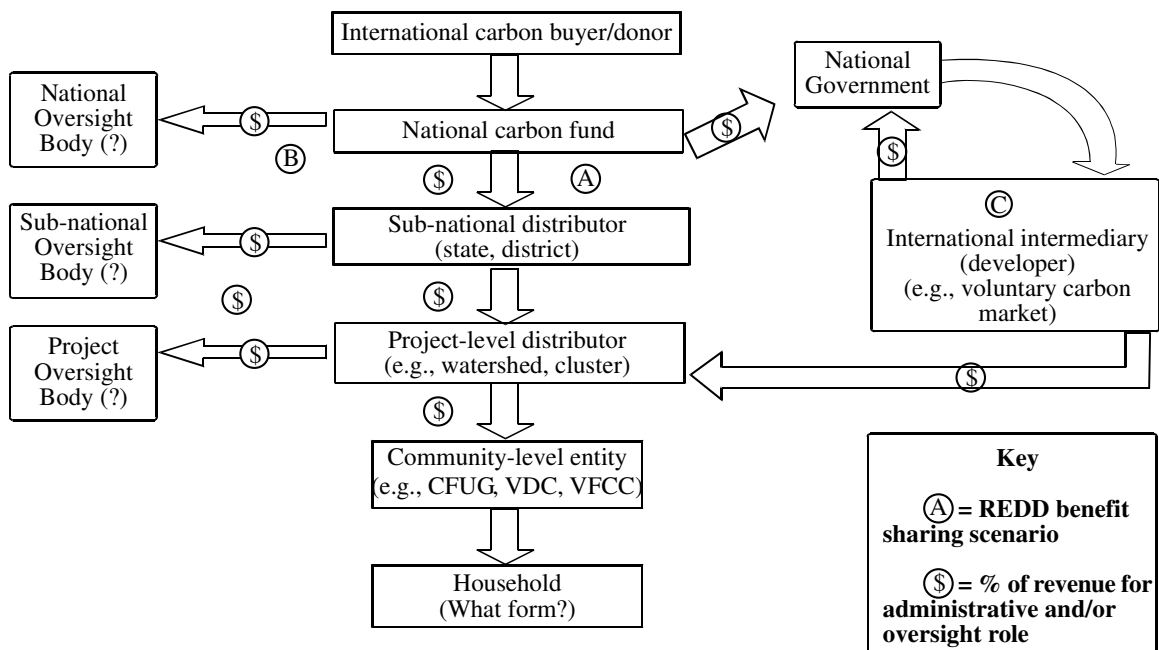 International carbon buyer/donor
National
Government
National
Oversight
Body (?)
$
National carbon fund
$
$
B
$
A
C
International intermediary
(developer)
(e.g., voluntary carbon
market)
Sub-national
Oversight
Body (?)
$
Sub-national distributor
(state, district)
$
$
Project
Oversight
Body (?)
$
Project-level distributor
(e.g., watershed, cluster)
$
$
Community-level entity
(e.g., CFUG, VDC, VFCC)
Household
(What form?)
Key
A = REDD benefit
sharing scenario
$ = % of revenue for
administrative and/or
oversight role